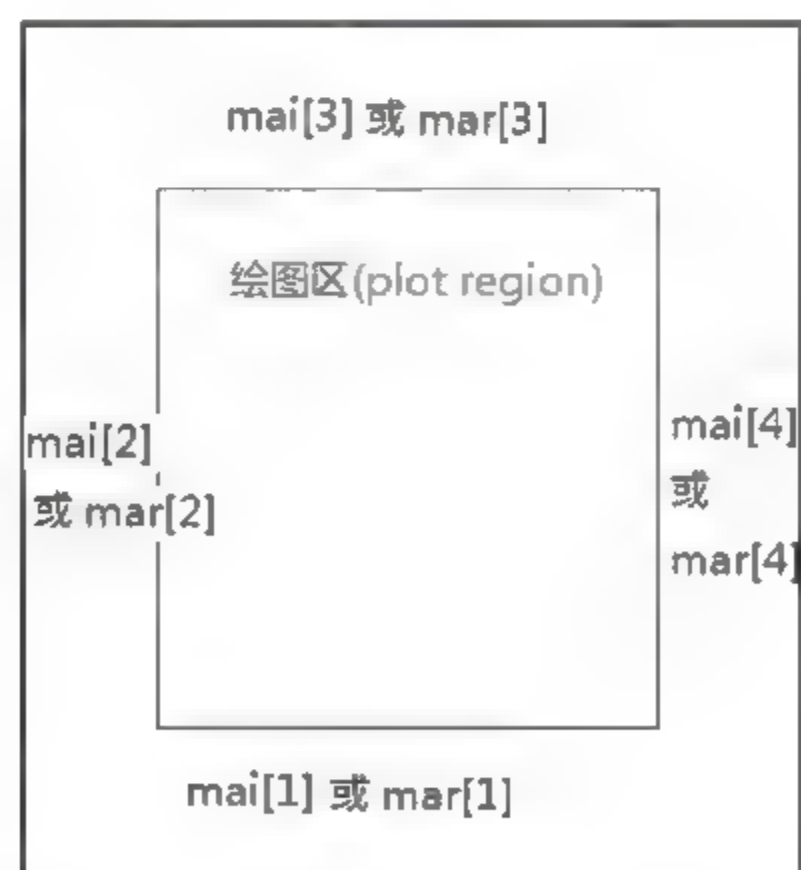 mai[3] 或 mar[3]
绘图区(plot region)
mai[2]
或 mar[2]
mai[4]
或
mar[4]
mai[1] 或 mar[1]